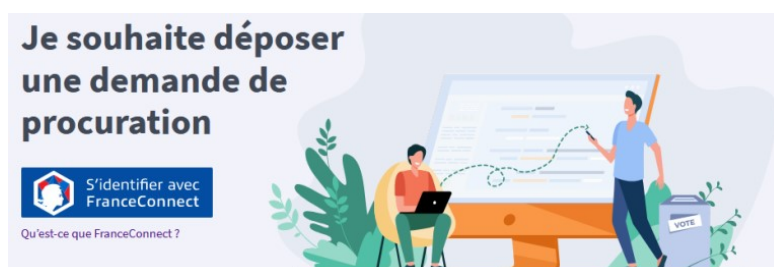 Je souhaite déposer
une demande de
procuration
S'identifier avec
FranceConnect
Qu'est-ce que FranceConnect ?
VOTE